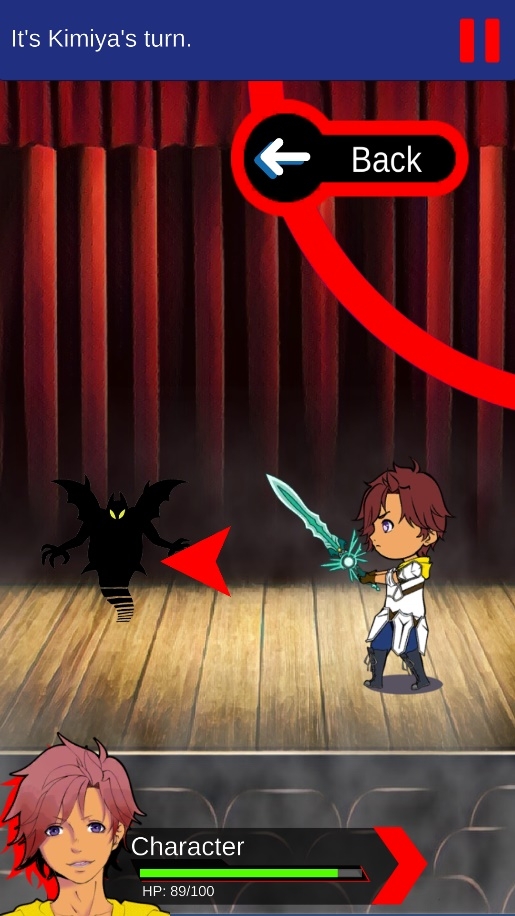 It's Kimiya's turn.
Back
Character
HP: 89/100